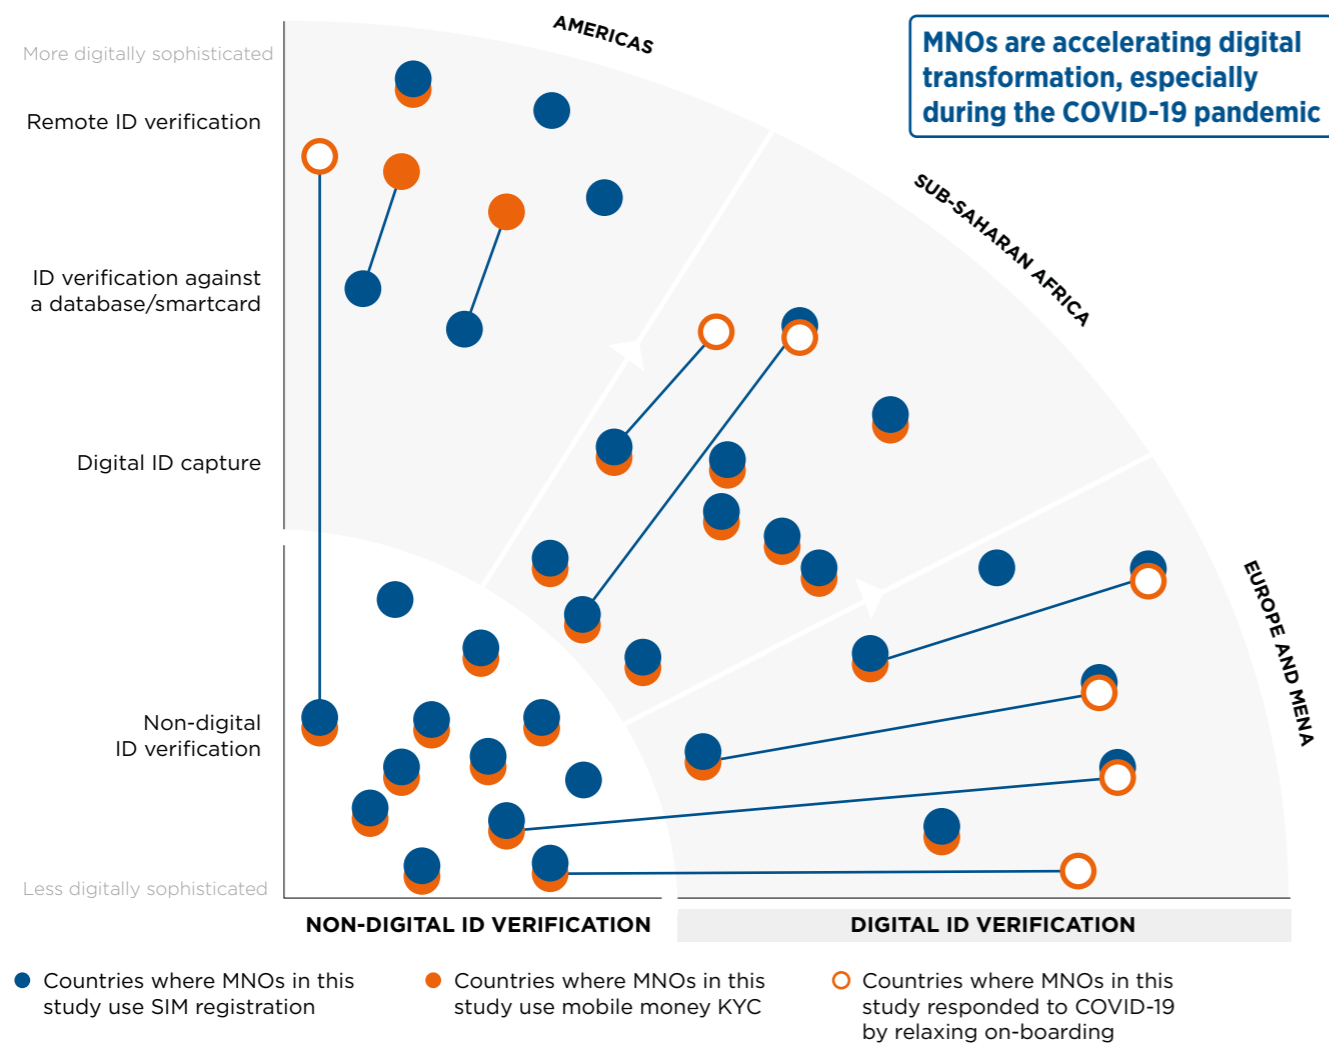 MNOs are accelerating digital
transformation, especially
during the COVID-19 pandemic
AMERICAS
SUB-SAHARAN AFRICA
EUROPE AND MENA
More digitally sophisticated
Remote ID verification
ID verification against
a database/smartcard
Digital ID capture
Non-digital
ID verification
Less digitally sophisticated
NON-DIGITAL ID VERIFICATION
DIGITAL ID VERIFICATION
Countries where MNOs in this
study use SIM registration
Countries where MNOs in this
study use mobile money KYC
Countries where MNOs in this
study responded to COVID-19
by relaxing on-boarding